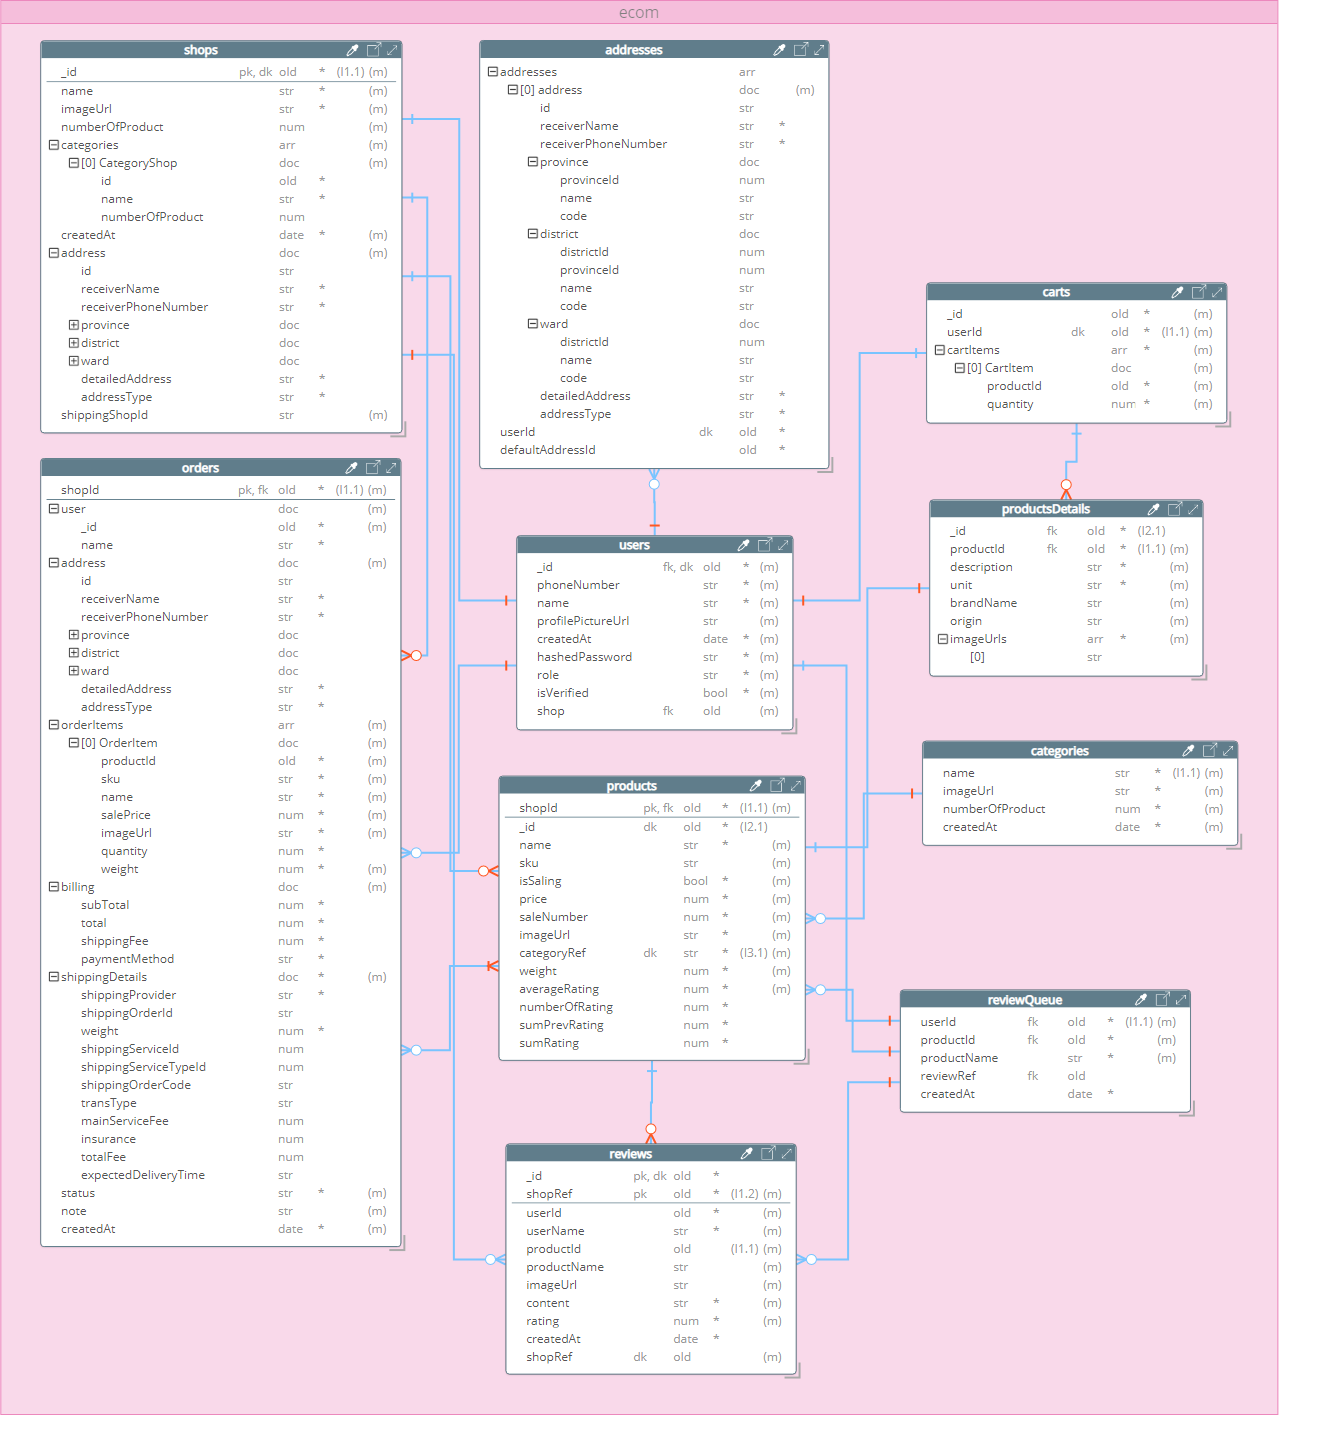 ecom
shops
_id pk, dk oId * (I1.1) (m)
name str * (m)
imageUrl str * (m)
numberOfProduct num (m)
categories arr (m)
[0] CategoryShop doc (m)
id oId *
name str *
numberOfProduct num
createdAt date * (m)
address doc (m)
id str
receiverName str *
receiverPhoneNumber str *
province doc
district doc
ward doc
detailedAddress str *
addressType str *
shippingShopId str (m)
addresses
addresses arr
[0] address doc (m)
id str
receiverName str *
receiverPhoneNumber str *
province doc
provinceId num
name str
code str
district doc
districtId num
provinceId num
name str
code str
ward doc
districtId num
name str
code str
detailedAddress str *
addressType str *
userId dk oId *
defaultAddressId oId *
carts
_id oId * (m)
userId dk oId * (I1.1) (m)
cartItems arr * (m)
[0] CartItem doc (m)
productId oId * (m)
quantity num * (m)
orders
shopId pk, fk oId * (I1.1) (m)
user doc (m)
_id oId * (m)
name str *
address doc (m)
id str
receiverName str *
receiverPhoneNumber str *
province doc
district doc
ward doc
detailedAddress str *
addressType str *
orderItems arr (m)
[0] OrderItem doc (m)
productId oId * (m)
sku str * (m)
name str * (m)
salePrice num * (m)
imageUrl str * (m)
quantity num * (m)
weight num * (m)
billing doc (m)
subTotal num *
total num *
shippingFee num *
paymentMethod str *
shippingDetails doc * (m)
shippingProvider str *
shippingOrderId str
weight num *
shippingServiceId num
shippingServiceTypeId num
shippingOrderCode str
transType str
mainServiceFee num
insurance num
totalFee num
expectedDeliveryTime str
status str * (m)
note str (m)
createdAt date * (m)
users
_id fk, dk oId * (m)
phoneNumber str * (m)
name str * (m)
profilePictureUrl str (m)
createdAt date * (m)
hashedPassword str * (m)
role str * (m)
isVerified bool * (m)
shop fk oId (m)
productsDetails
_id fk oId * (I2.1)
productId fk oId * (I1.1) (m)
description str * (m)
unit str * (m)
brandName str (m)
origin str (m)
imageUrls arr * (m)
[0] str
categories
name str * (I1.1) (m)
imageUrl str * (m)
numberOfProduct num * (m)
createdAt date * (m)
products
shopId pk, fk oId * (I1.1) (m)
_id dk oId * (I2.1)
name str * (m)
sku str (m)
isSaling bool * (m)
price num * (m)
saleNumber num * (m)
imageUrl str * (m)
categoryRef dk str * (I3.1) (m)
weight num * (m)
averageRating num * (m)
numberOfRating num *
sumPrevRating num *
sumRating num *
reviewQueue
userId fk oId * (I1.1) (m)
productId fk oId * (m)
productName str * (m)
reviewRef fk oId
createdAt date *
reviews
_id pk, dk oId *
shopRef pk oId * (I1.2) (m)
userId oId * (m)
userName str * (m)
productId oId (I1.1) (m)
productName str (m)
imageUrl str (m)
content str * (m)
rating num * (m)
createdAt date *
shopRef dk oId (m)